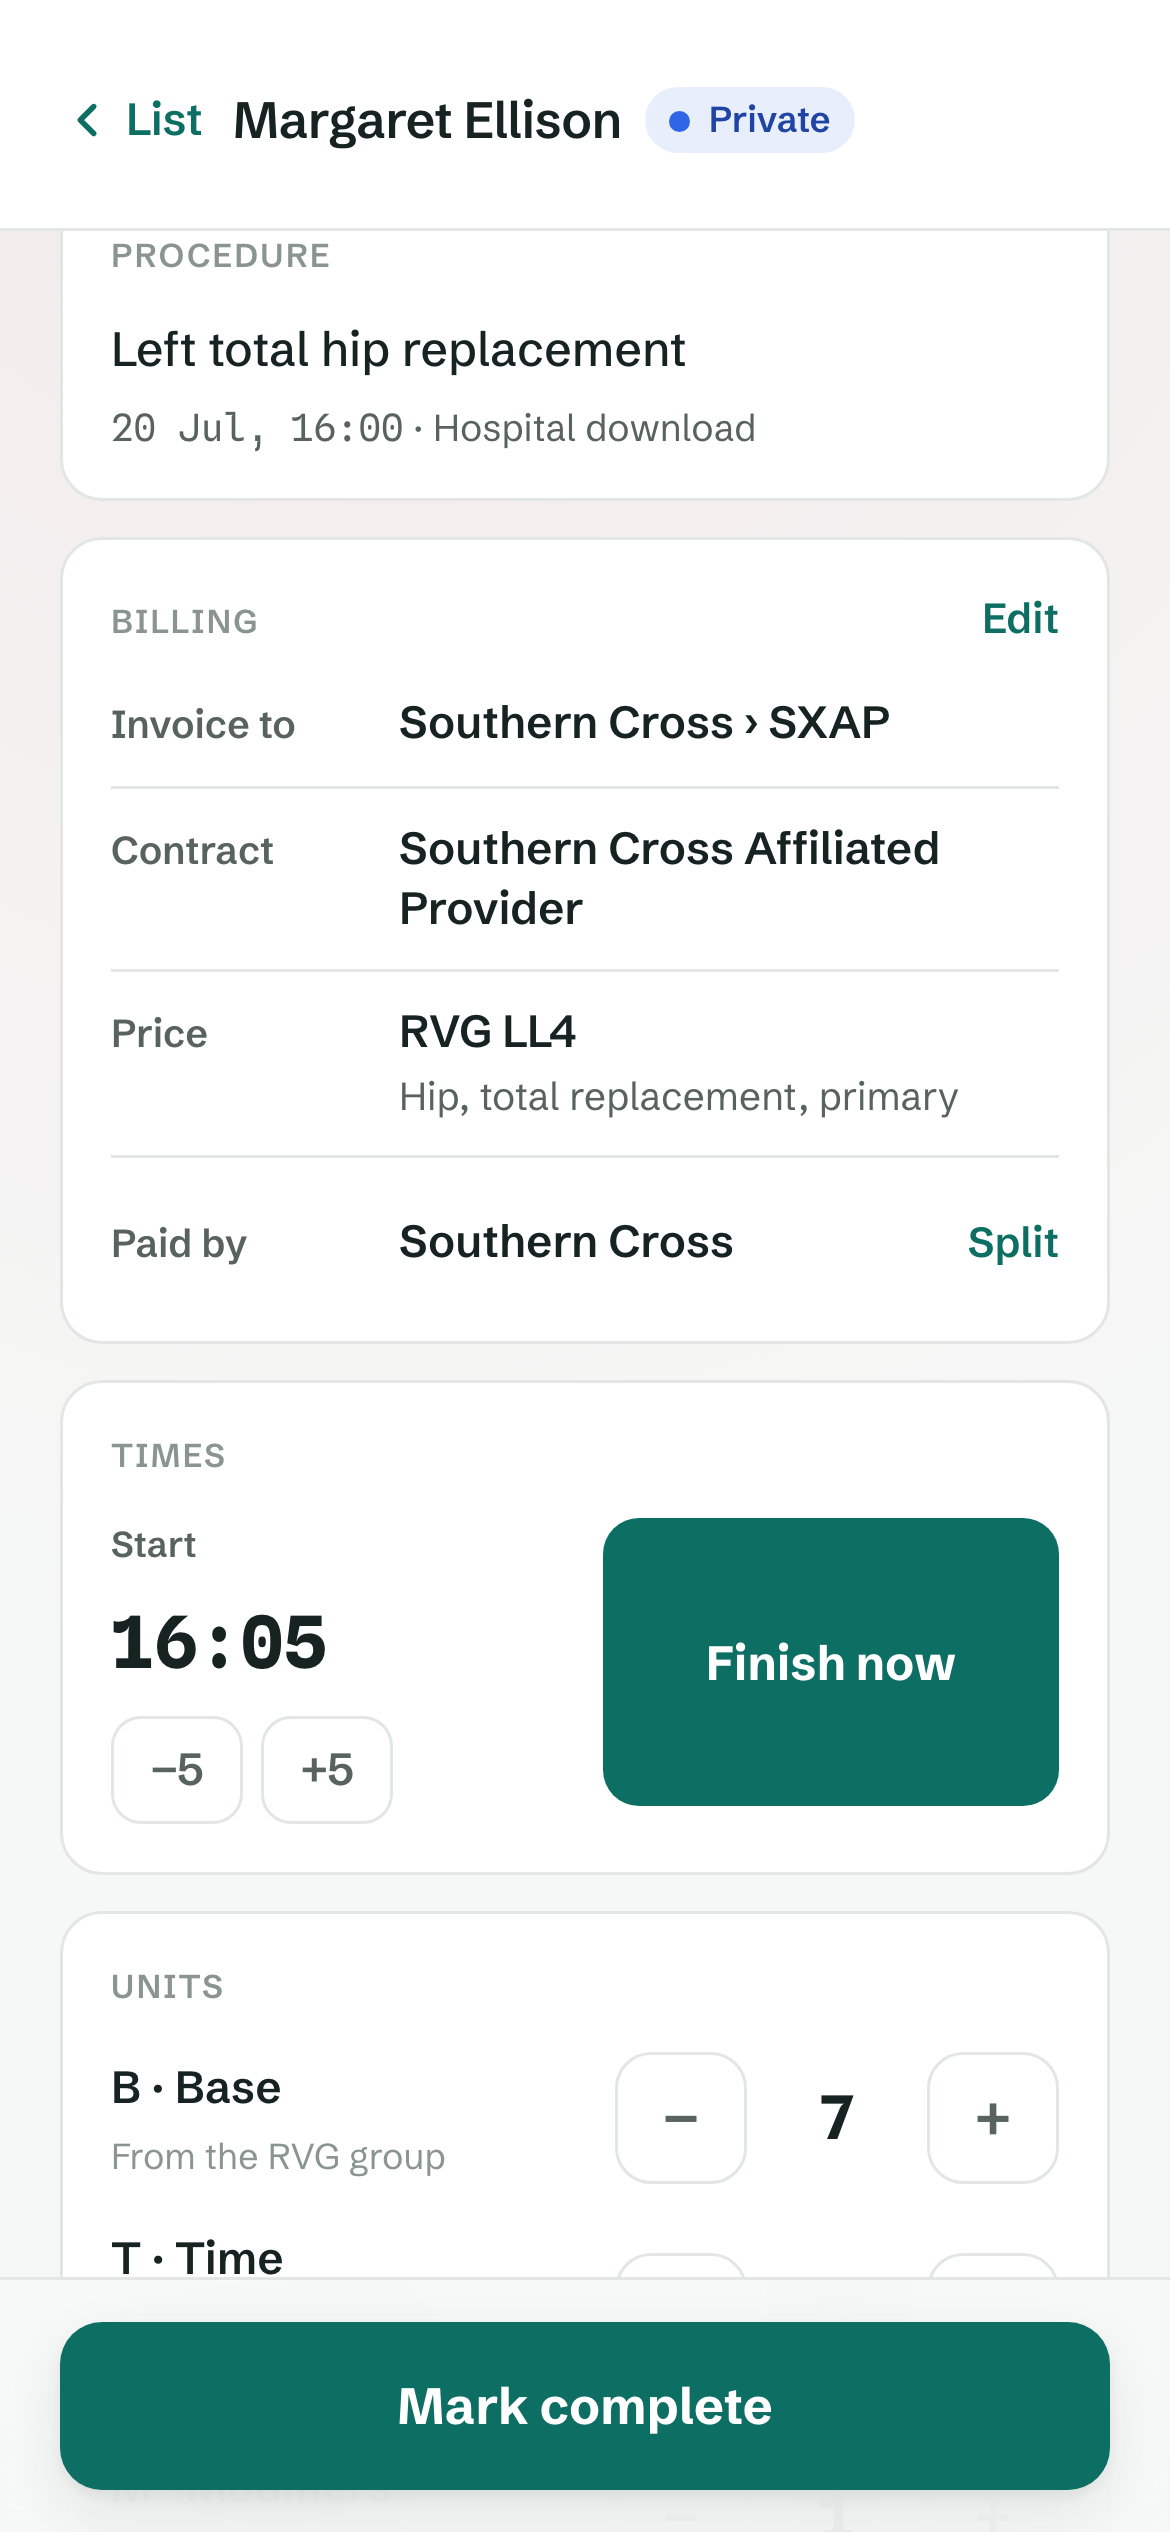 List Margaret Ellison Private
PROCEDURE
Left total hip replacement
20 Jul, 16:00 · Hospital download
BILLING Edit
Invoice to Southern Cross › SXAP
Contract Southern Cross Affiliated
Provider
Price RVG LL4
Hip, total replacement, primary
Paid by Southern Cross Split
TIMES
Start
16:05
Finish now
−5 +5
UNITS
B · Base − 7 +
From the RVG group
T · Time
Mark complete